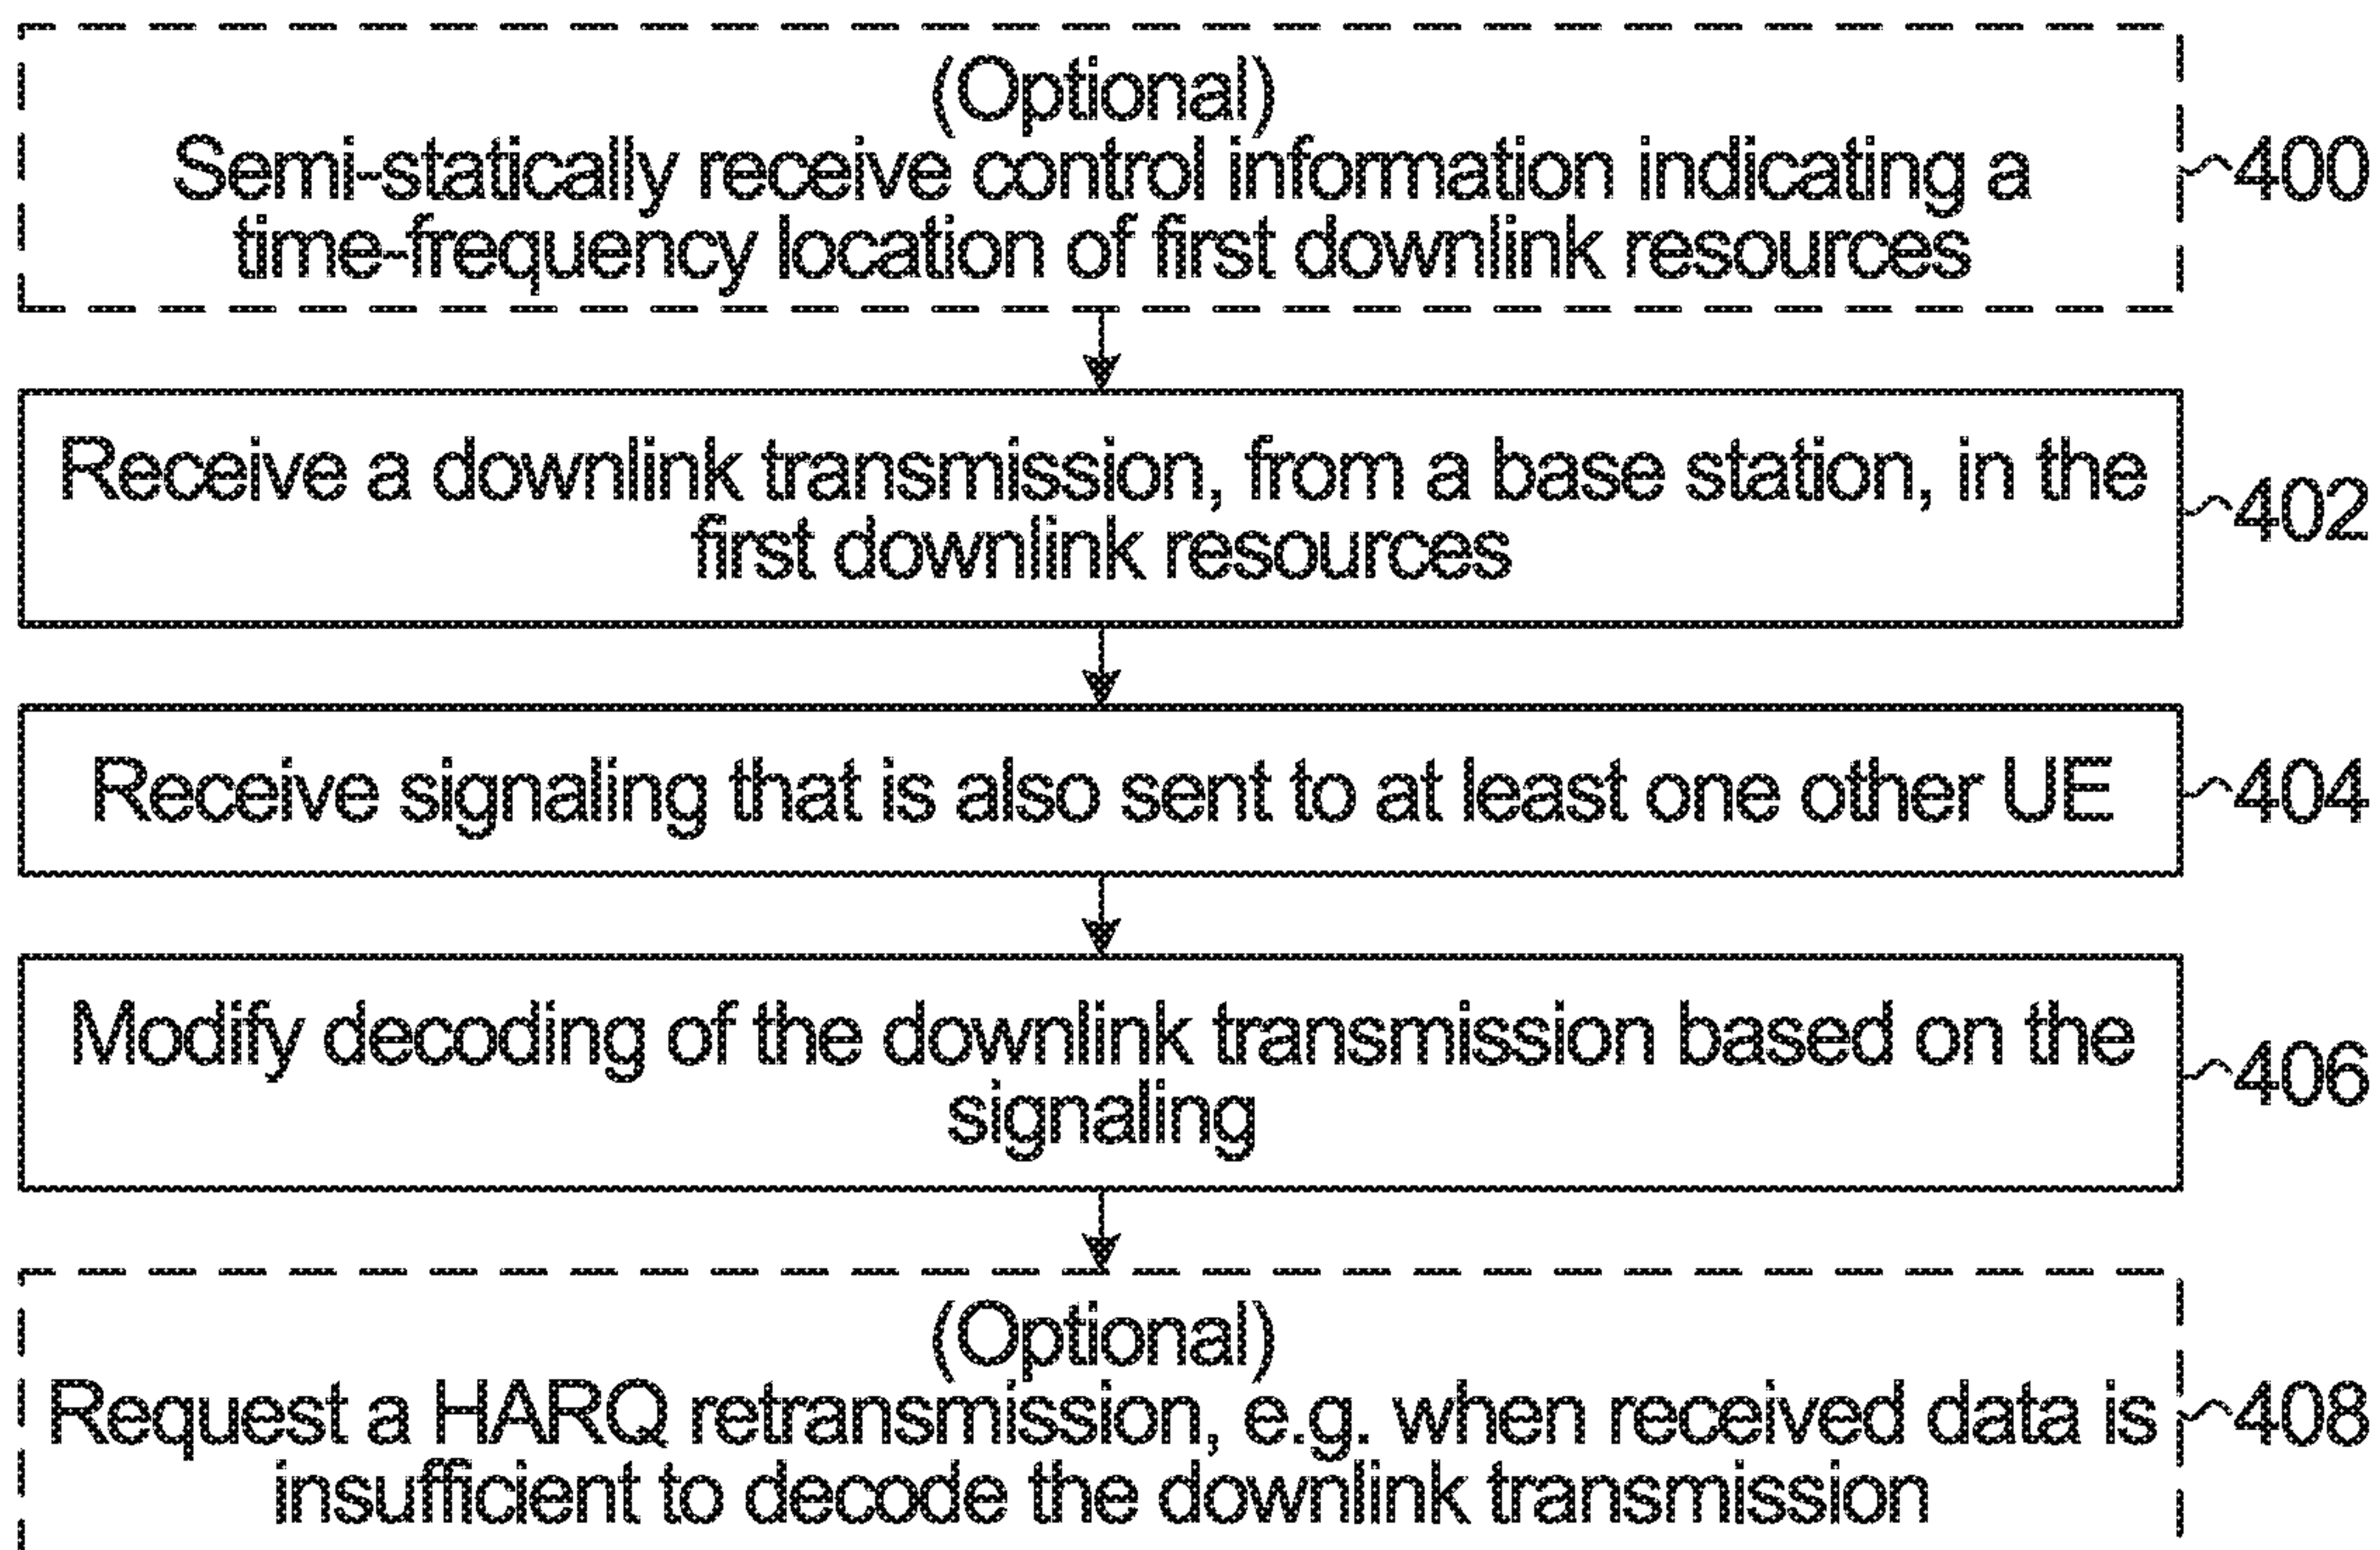 (Optional)
Semi-statically receive control information indicating a
time-frequency location of first downlink resources
400
Receive a downlink transmission, from a base station, in the
first downlink resources
402
Receive signaling that is also sent to at least one other UE
404
Modify decoding of the downlink transmission based on the
signaling
406
(Optional)
Request a HARQ retransmission, e.g. when received data is
insufficient to decode the downlink transmission
408